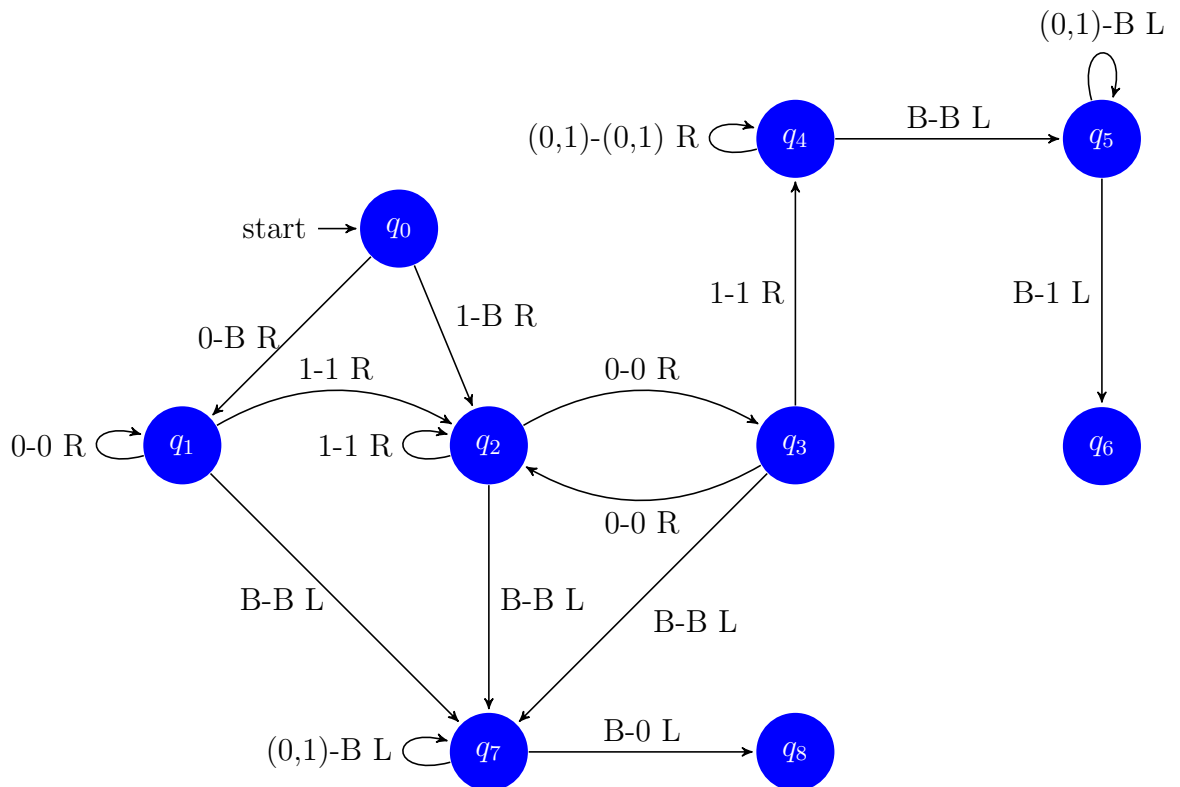 (0,1)-B L
(0,1)-(0,1) R
q4
B-B L
q5
start
q0
1-1 R
B-1 L
0-B R
1-B R
1-1 R
0-0 R
0-0 R
q1
1-1 R
q2
q3
q6
0-0 R
B-B L
B-B L
B-B L
(0,1)-B L
q7
B-0 L
q8